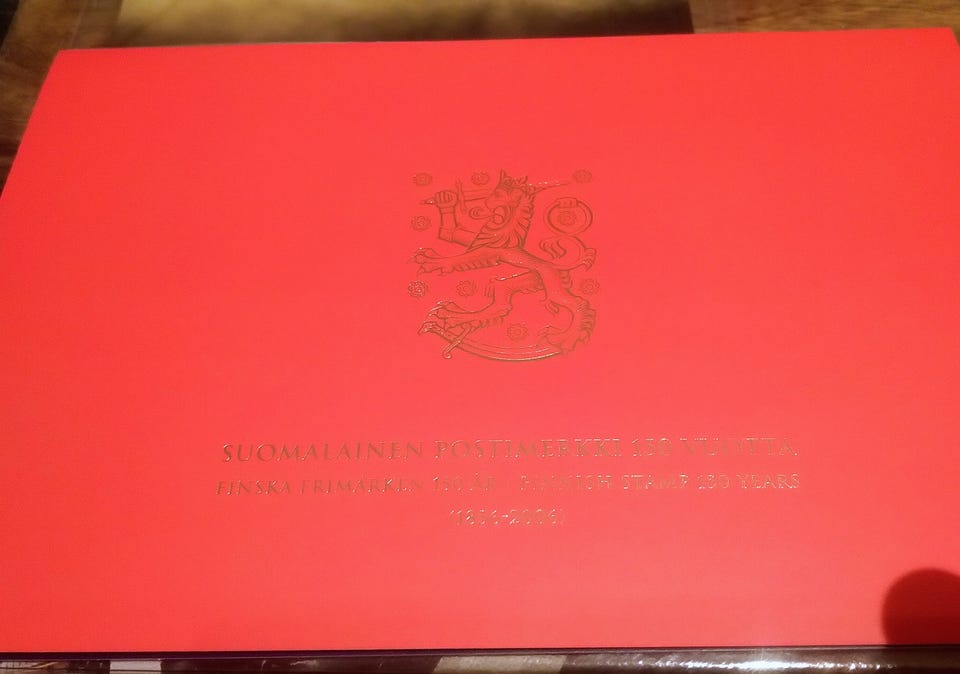 SUOMALAINEN POSTIMERKKI 150 VUOTTA,
FINSKA FRIMÄRKEN 150 ÅR, FINNISH STAMP 150 YEARS
(1856-2006)